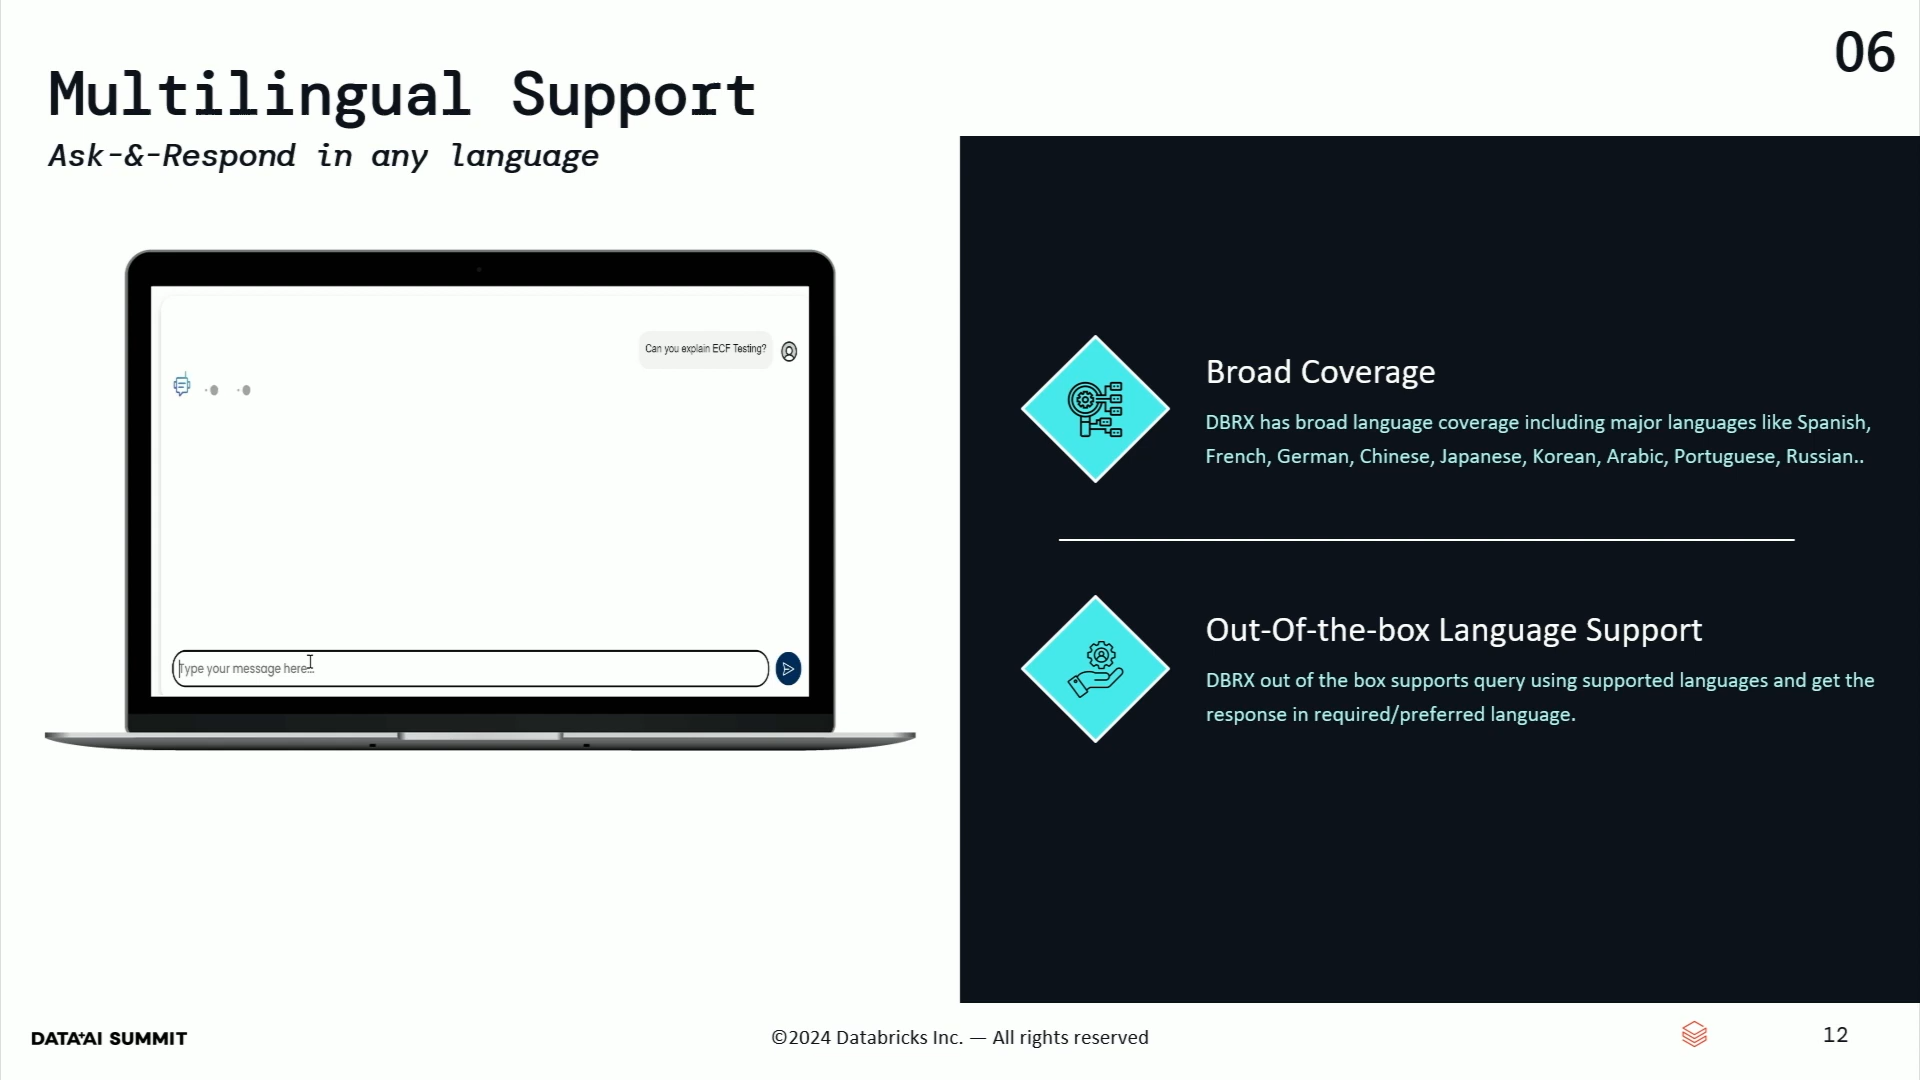 06
Multilingual Support
Ask-&-Respond in any language
Can you explain ECF Testing?
Type your message here...
Broad Coverage
DBRX has broad language coverage including major languages like Spanish,
French, German, Chinese, Japanese, Korean, Arabic, Portuguese, Russian..
Out-Of-the-box Language Support
DBRX out of the box supports query using supported languages and get the
response in required/preferred language.
DATA+AI SUMMIT
©2024 Databricks Inc. — All rights reserved
12